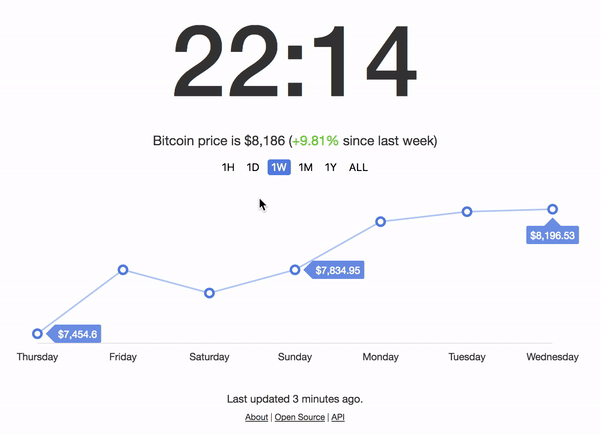 22:14
Bitcoin price is $8,186 (+9.81% since last week)
1H 1D 1W 1M 1Y ALL
$8,196.53
$7,834.95
$7,454.6
Thursday Friday Saturday Sunday Monday Tuesday Wednesday
Last updated 3 minutes ago.
About | Open Source | API